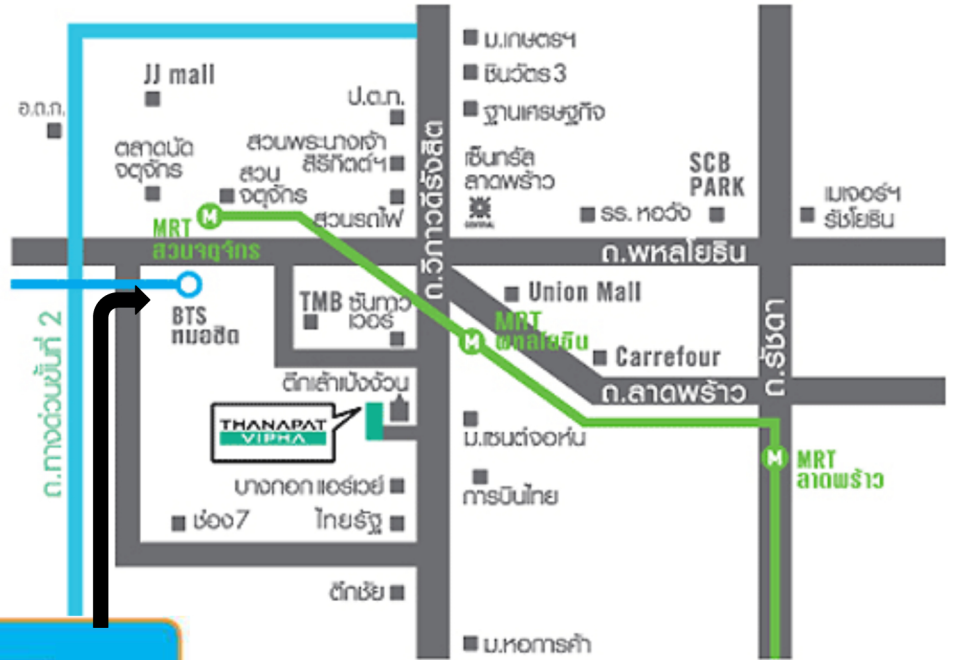 JJ mall
อ.ต.ก.
ตลาดนัด
จตุจักร
ป.ต.ท.
สวนพระนางเจ้า
สิริกิตต์ฯ
สวน
จตุจักร
สวนรถไฟ
MRT
สวนจตุจักร
ถ.วิภาวดีรังสิต
ม.เกษตรฯ
ชินวัตร 3
ฐานเศรษฐกิจ
เซ็นทรัล
ลาดพร้าว
CENTRAL
SCB
PARK
รร. หอวัง
เมเจอร์ฯ
รัชโยธิน
ถ.พหลโยธิน
BTS
หมอชิต
TMB ซันทาว
เวอร์
Union Mall
MRT
พหลโยธิน
Carrefour
ถ.ลาดพร้าว
ถ.รัชดา
ถ.ทางด่วนขั้นที่ 2
ตึกเล้าเป้งง้วน
THANAPAT
VIPHA
ม.เซนต์จอห์น
MRT
ลาดพร้าว
บางกอก แอร์เวย์
การบินไทย
ช่อง7
ไทยรัฐ
ตึกชัย
ม.หอการค้า